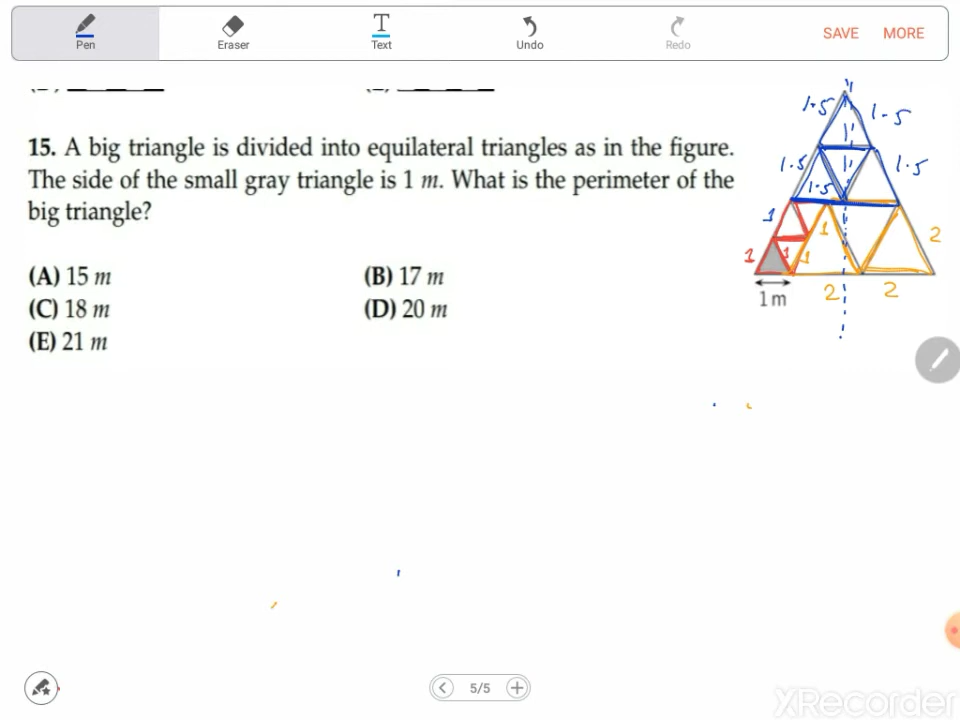 Pen
Eraser
T
Text
Undo
Redo
SAVE
MORE
15. A big triangle is divided into equilateral triangles as in the figure.
The side of the small gray triangle is 1 m. What is the perimeter of the
big triangle?
(A) 15 m
(B) 17 m
(C) 18 m
(D) 20 m
(E) 21 m
1.5
1.5
1.5
1.5
1.5
1
1
2
1
1
1
1 m
2
2
5/5
XRecorder